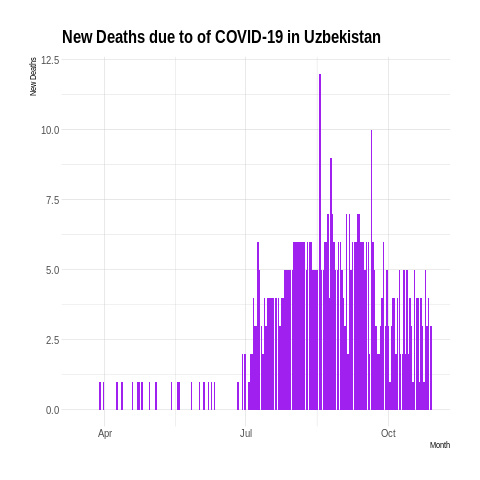 New Deaths due to of COVID-19 in Uzbekistan
New Deaths
12.5
10.0
7.5
5.0
2.5
0.0
Apr
Jul
Oct
Month